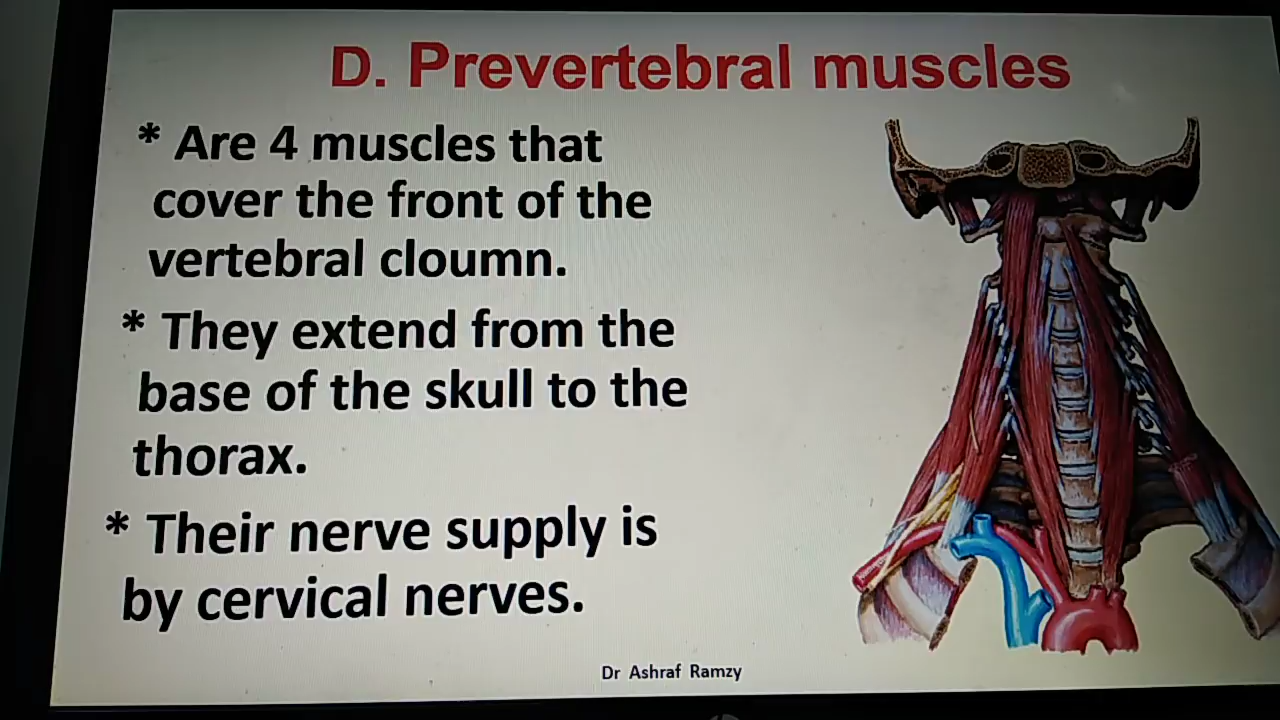 D. Prevertebral muscles
* Are 4 muscles that
cover the front of the
vertebral cloumn.
* They extend from the
base of the skull to the
thorax.
* Their nerve supply is
by cervical nerves.
Dr Ashraf Ramzy